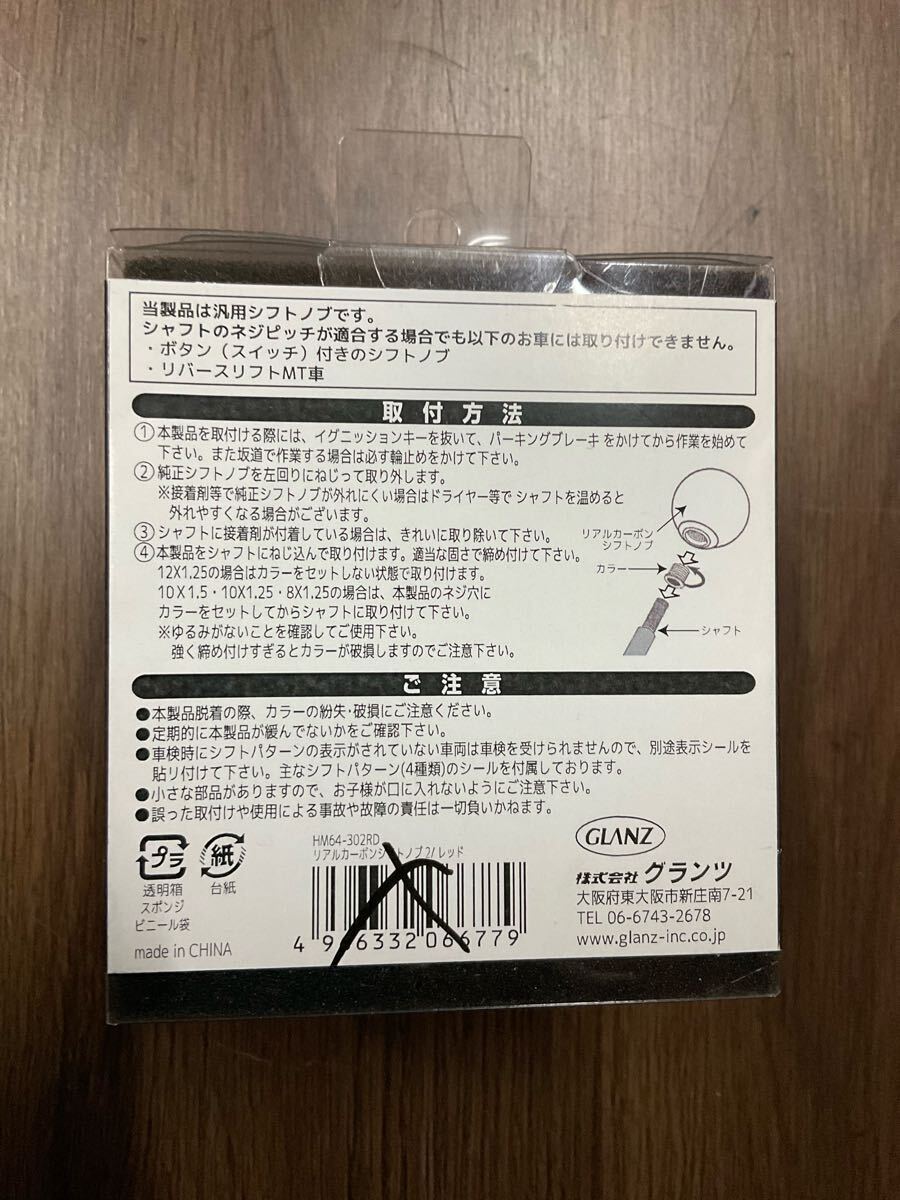 当製品は汎用シフトノブです。
シャフトのネジピッチが適合する場合でも以下のお車には取り付けできません。
・ボタン（スイッチ）付きのシフトノブ
・リバースリフトMT車
取付方法
①本製品を取付ける際には、イグニッションキーを抜いて、パーキングブレーキをかけてから作業を始めて
下さい。また坂道で作業する場合は必す輪止めをかけて下さい。
②純正シフトノブを左回りにねじって取り外します。
※接着剤等で純正シフトノブが外れにくい場合はドライヤー等でシャフトを温めると
外れやすくなる場合がございます。
③シャフトに接着剤が付着している場合は、きれいに取り除いて下さい。
④本製品をシャフトにねじ込んで取り付けます。適当な固さで締め付けて下さい。
12X1.25の場合はカラーをセットしない状態で取り付けます。
10X1.5・10X1.25・8X1.25の場合は、本製品のネジ穴に
カラーをセットしてからシャフトに取り付けて下さい。
※ゆるみがないことを確認してご使用下さい。
強く締め付けすぎるとカラーが破損しますのでご注意下さい。
リアルカーボン
シフトノブ
カラー
シャフト
ご注意
●本製品脱着の際、カラーの紛失・破損にご注意ください。
●定期的に本製品が緩んでないかをご確認下さい。
●車検時にシフトパターンの表示がされていない車両は車検を受けられませんので、別途表示シールを
貼り付けて下さい。主なシフトパターン(4種類)のシールを付属しております。
●小さな部品がありますので、お子様が口に入れないようにご注意下さい。
●誤った取付けや使用による事故や故障の責任は一切負いかねます。
プラ
透明箱
スポンジ
ビニール袋
紙
台紙
made in CHINA
HM64-302RD
リアルカーボンシフトノブ 2/レッド
4 966332 066779
GLANZ
株式会社グランツ
大阪府東大阪市新庄南7-21
TEL 06-6743-2678
www.glanz-inc.co.jp